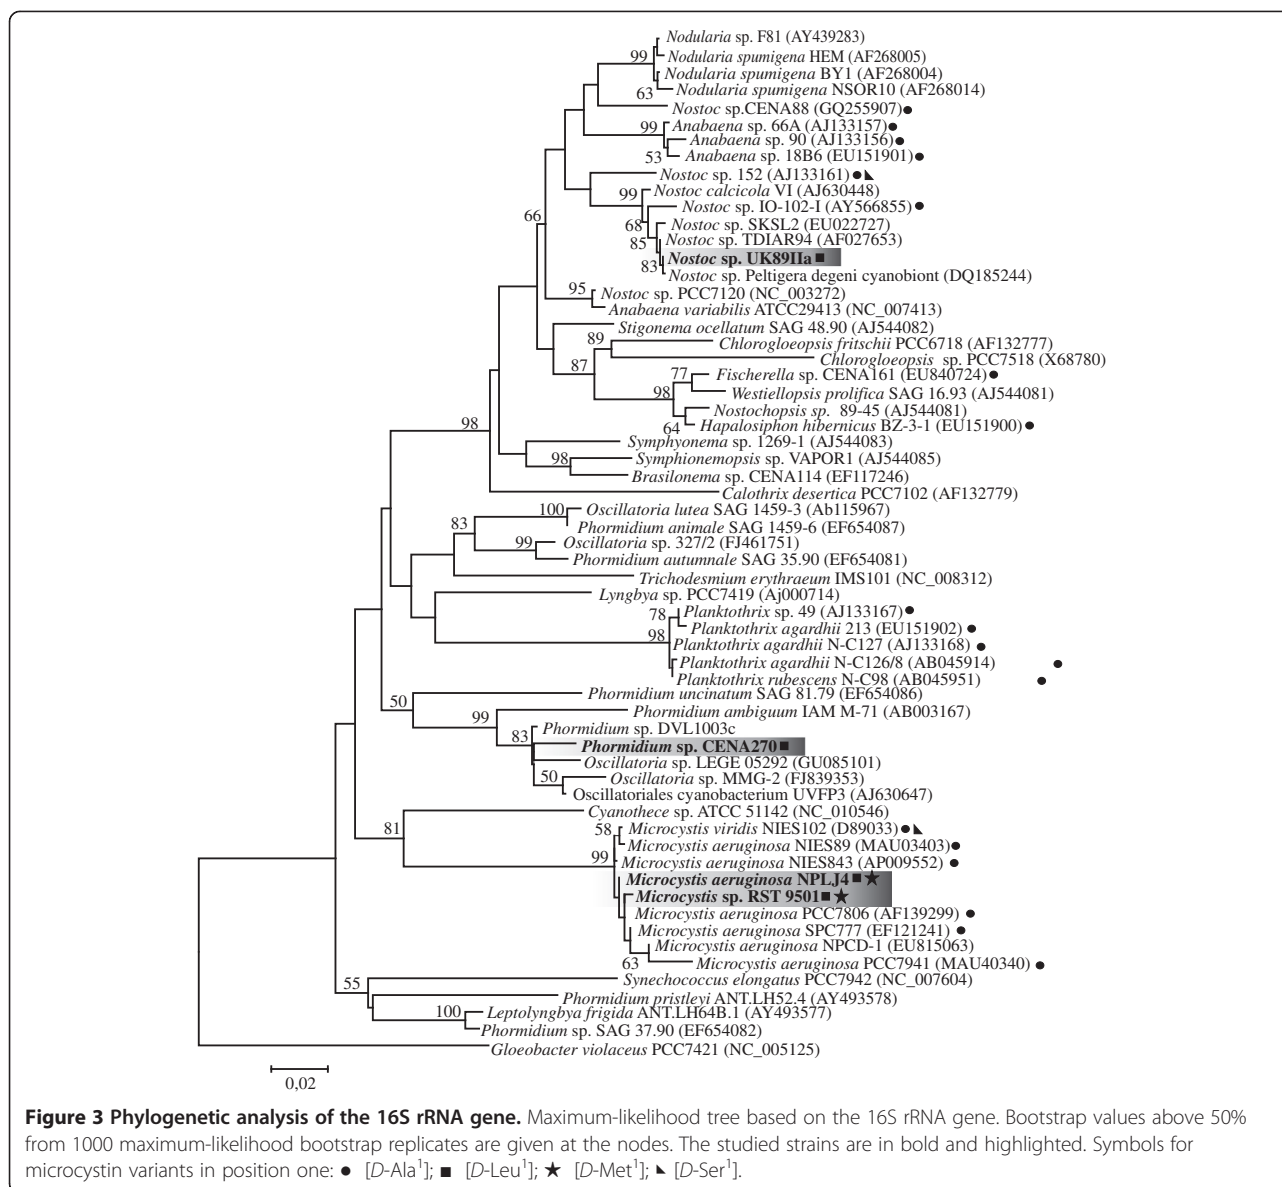 Nodularia sp. F81 (AY439283)
99
Nodularia spumigena HEM (AF268005)
Nodularia spumigena BY1 (AF268004)
63
Nodularia spumigena NSOR10 (AF268014)
Nostoc sp.CENA88 (GQ255907) ●
99
Anabaena sp. 66A (AJ133157) ●
Anabaena sp. 90 (AJ133156) ●
53
Anabaena sp. 18B6 (EU151901) ●
Nostoc sp. 152 (AJ133161) ● ◣
99
Nostoc calcicola VI (AJ630448)
Nostoc sp. IO-102-I (AY566855) ●
66
68
Nostoc sp. SKSL2 (EU022727)
85
Nostoc sp. TDIAR94 (AF027653)
Nostoc sp. UK89IIa ■
83
Nostoc sp. Peltigera degeni cyanobiont (DQ185244)
95
Nostoc sp. PCC7120 (NC_003272)
Anabaena variabilis ATCC29413 (NC_007413)
Stigonema ocellatum SAG 48.90 (AJ544082)
89
Chlorogloeopsis fritschii PCC6718 (AF132777)
Chlorogloeopsis sp. PCC7518 (X68780)
87
77
Fischerella sp. CENA161 (EU840724) ●
98
Westiellopsis prolifica SAG 16.93 (AJ544081)
Nostochopsis sp. 89-45 (AJ544081)
64
Hapalosiphon hibernicus BZ-3-1 (EU151900) ●
98
Symphyonema sp. 1269-1 (AJ544083)
98
Symphionemopsis sp. VAPOR1 (AJ544085)
Brasilonema sp. CENA114 (EF117246)
Calothrix desertica PCC7102 (AF132779)
100
Oscillatoria lutea SAG 1459-3 (Ab115967)
83
Phormidium animale SAG 1459-6 (EF654087)
99
Oscillatoria sp. 327/2 (FJ461751)
Phormidium autumnale SAG 35.90 (EF654081)
Trichodesmium erythraeum IMS101 (NC_008312)
Lyngbya sp. PCC7419 (Aj000714)
78
Planktothrix sp. 49 (AJ133167) ●
Planktothrix agardhii 213 (EU151902) ●
98
Planktothrix agardhii N-C127 (AJ133168) ●
Planktothrix agardhii N-C126/8 (AB045914) ●
Planktothrix rubescens N-C98 (AB045951) ●
50
Phormidium uncinatum SAG 81.79 (EF654086)
99
Phormidium ambiguum IAM M-71 (AB003167)
83
Phormidium sp. DVL1003c
Phormidium sp. CENA270 ■
Oscillatoria sp. LEGE 05292 (GU085101)
50
Oscillatoria sp. MMG-2 (FJ839353)
Oscillatoriales cyanobacterium UVFP3 (AJ630647)
Cyanothece sp. ATCC 51142 (NC_010546)
81
58
Microcystis viridis NIES102 (D89033) ● ◣
Microcystis aeruginosa NIES89 (MAU03403) ●
99
Microcystis aeruginosa NIES843 (AP009552) ●
Microcystis aeruginosa NPLJ4 ■ ★
Microcystis sp. RST 9501 ■ ★
Microcystis aeruginosa PCC7806 (AF139299) ●
Microcystis aeruginosa SPC777 (EF121241) ●
Microcystis aeruginosa NPCD-1 (EU815063)
63
Microcystis aeruginosa PCC7941 (MAU40340) ●
55
Synechococcus elongatus PCC7942 (NC_007604)
Phormidium pristleyi ANT.LH52.4 (AY493578)
100
Leptolyngbya frigida ANT.LH64B.1 (AY493577)
Phormidium sp. SAG 37.90 (EF654082)
Gloeobacter violaceus PCC7421 (NC_005125)
0,02
Figure 3 Phylogenetic analysis of the 16S rRNA gene. Maximum-likelihood tree based on the 16S rRNA gene. Bootstrap values above 50%
from 1000 maximum-likelihood bootstrap replicates are given at the nodes. The studied strains are in bold and highlighted. Symbols for
microcystin variants in position one: ● [D-Ala¹]; ■ [D-Leu¹]; ★ [D-Met¹]; ◣ [D-Ser¹].